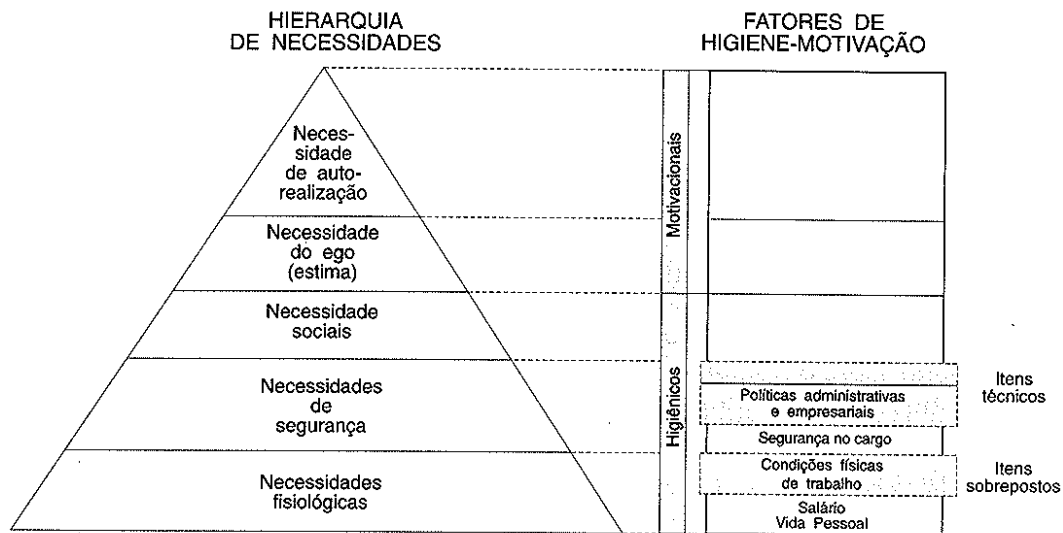 HIERARQUIA
DE NECESSIDADES
FATORES DE
HIGIENE-MOTIVAÇÃO
Neces-
sidade
de auto-
realização
Necessidade
do ego
(estima)
Necessidade
sociais
Necessidades
de
segurança
Necessidades
fisiológicas
Motivacionais
Higiênicos
Políticas administrativas
e empresariais
Segurança no cargo
Condições físicas
de trabalho
Salário
Vida Pessoal
Itens
técnicos
Itens
sobrepostos